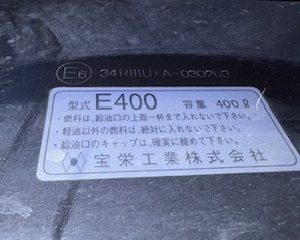 E6 34RIIIU+A-0302
型式 E400 容量 400ℓ
・燃料は、給油口の上面一杯まで入れないで下さい。
・軽油以外の燃料は、絶対に入れないで下さい。
・給油口のキャップは、確実に締めて下さい。
宝栄工業株式会社